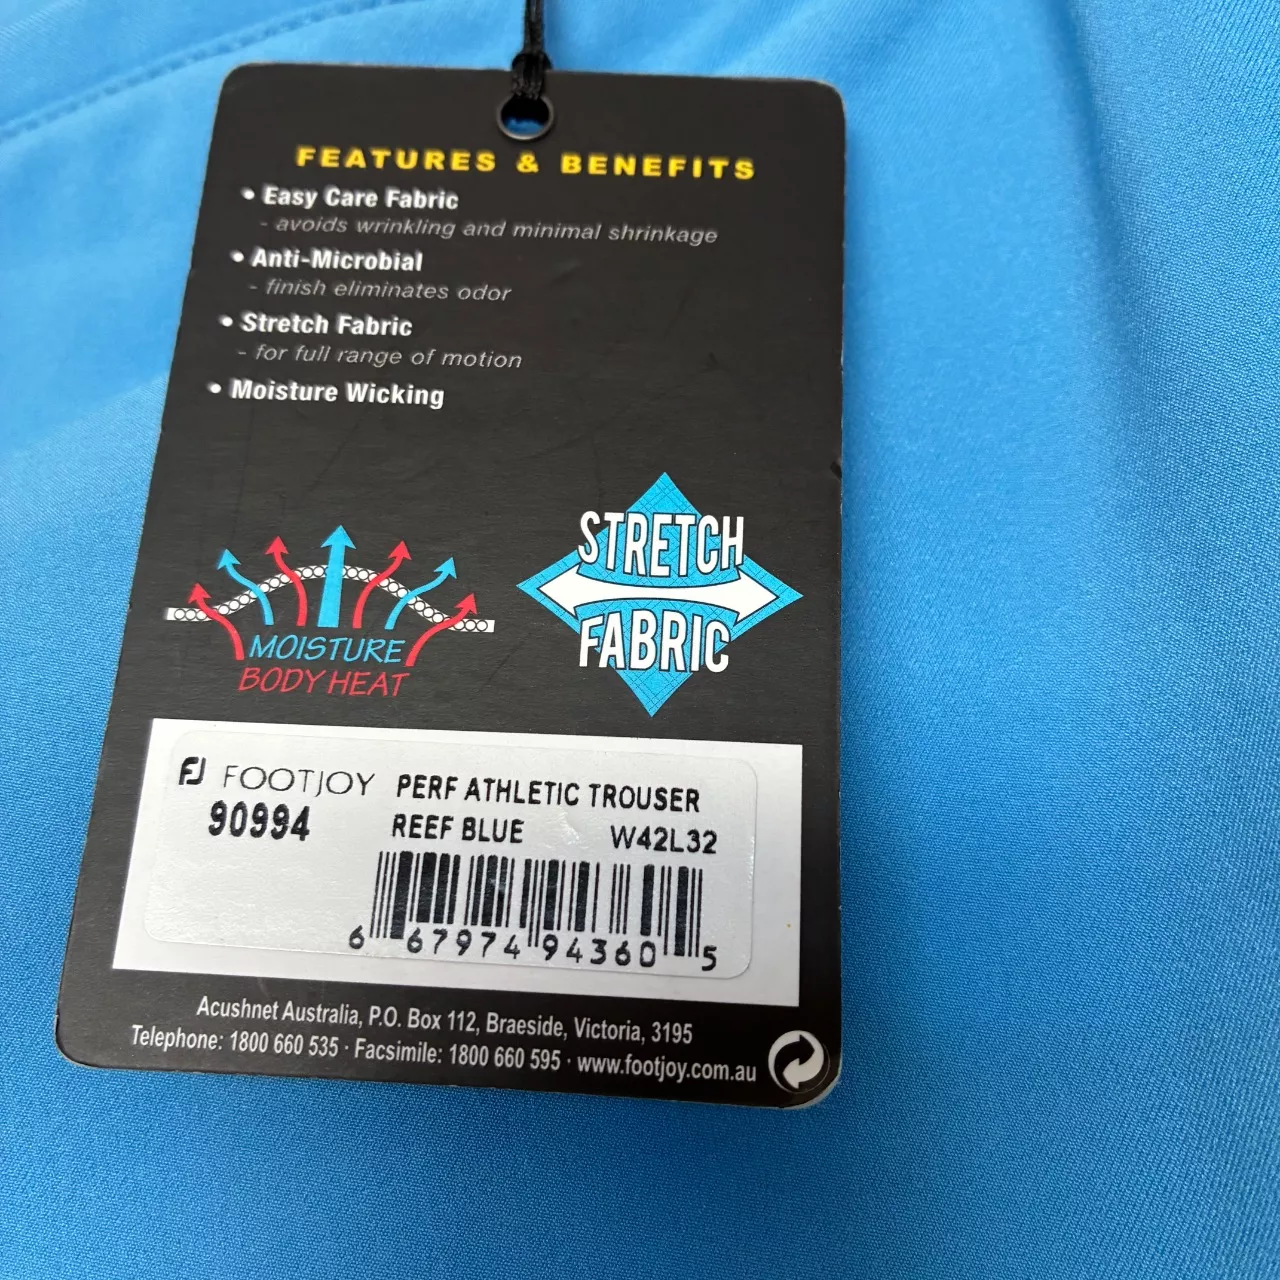 FEATURES & BENEFITS
• Easy Care Fabric
- avoids wrinkling and minimal shrinkage
• Anti-Microbial
- finish eliminates odor
• Stretch Fabric
- for full range of motion
• Moisture Wicking
STRETCH
FABRIC
MOISTURE
BODY HEAT
FJ FOOTJOY PERF ATHLETIC TROUSER
90994 REEF BLUE W42L32
6 67974 94360 5
Acushnet Australia, P.O. Box 112, Braeside, Victoria, 3195
Telephone: 1800 660 535 · Facsimile: 1800 660 595 · www.footjoy.com.au